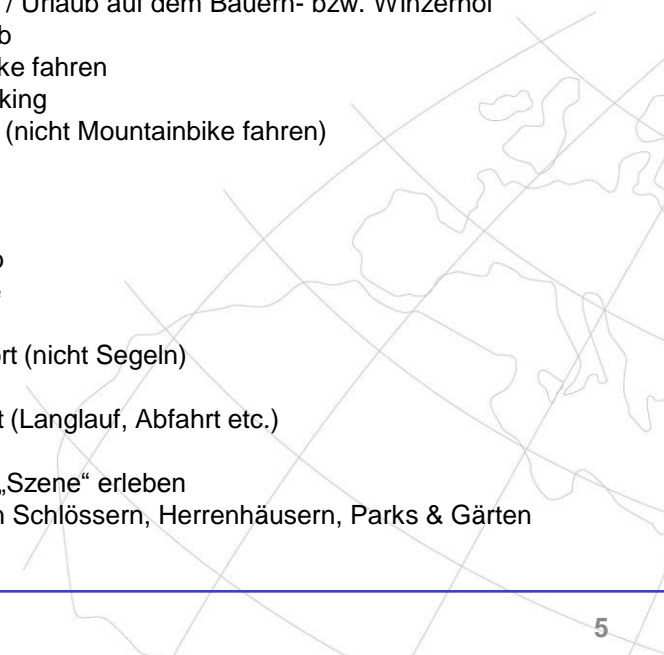 / Urlaub auf dem Bauern- bzw. Winzerhof
b
ke fahren
king
(nicht Mountainbike fahren)
rt (nicht Segeln)
t (Langlauf, Abfahrt etc.)
„Szene“ erleben
n Schlössern, Herrenhäusern, Parks & Gärten
5